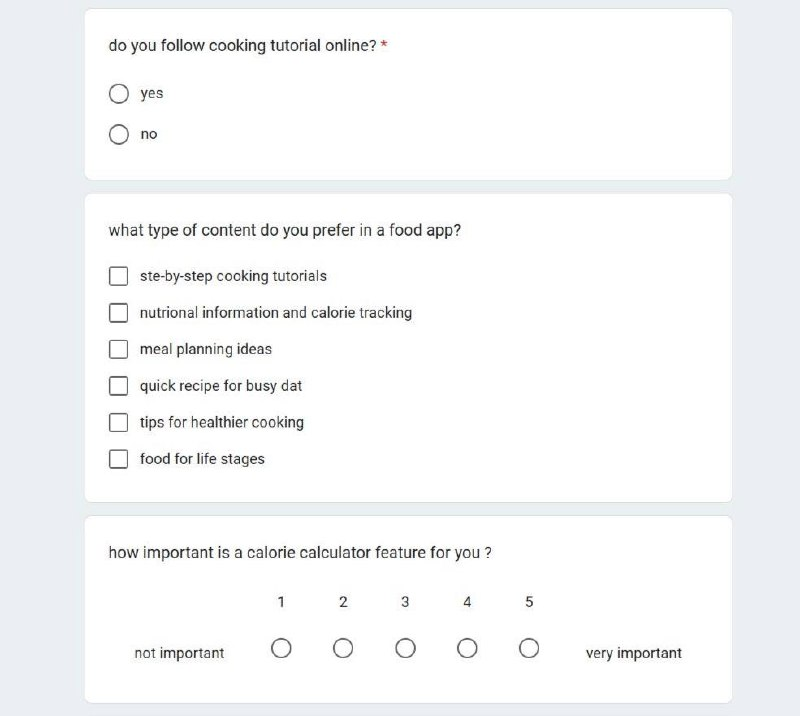 do you follow cooking tutorial online? *
yes
no
what type of content do you prefer in a food app?
ste-by-step cooking tutorials
nutrional information and calorie tracking
meal planning ideas
quick recipe for busy dat
tips for healthier cooking
food for life stages
how important is a calorie calculator feature for you ?
1 2 3 4 5
not important very important